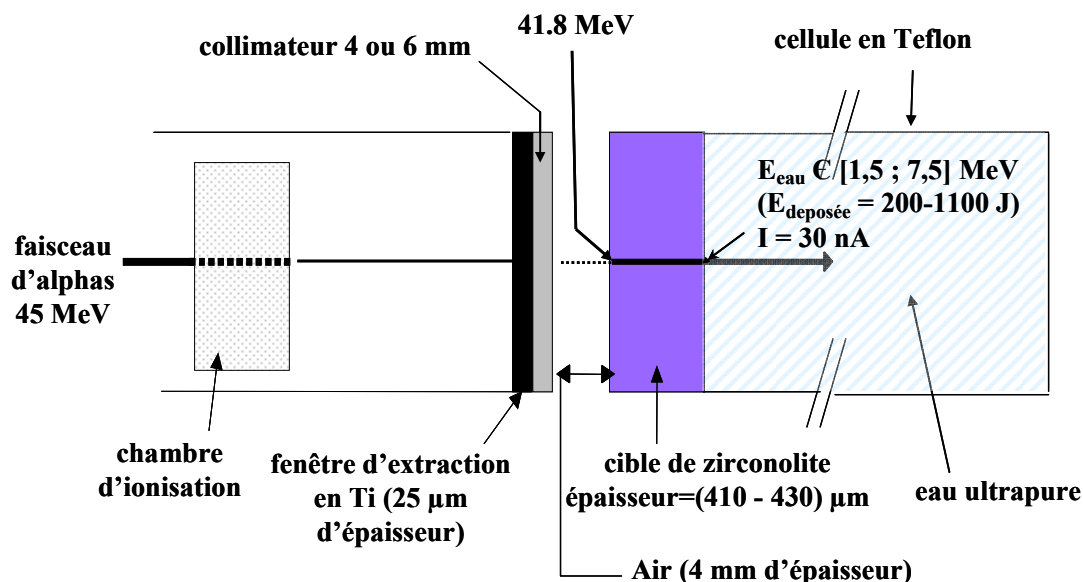 41.8 MeV
collimateur 4 ou 6 mm
cellule en Teflon
faisceau
d’alphas
45 MeV
E_eau € [1,5 ; 7,5] MeV
(E_deposée = 200-1100 J)
I = 30 nA
chambre
d’ionisation
fenêtre d’extraction
en Ti (25 µm
d’épaisseur)
cible de zirconolite
épaisseur=(410 - 430) µm
eau ultrapure
Air (4 mm d’épaisseur)